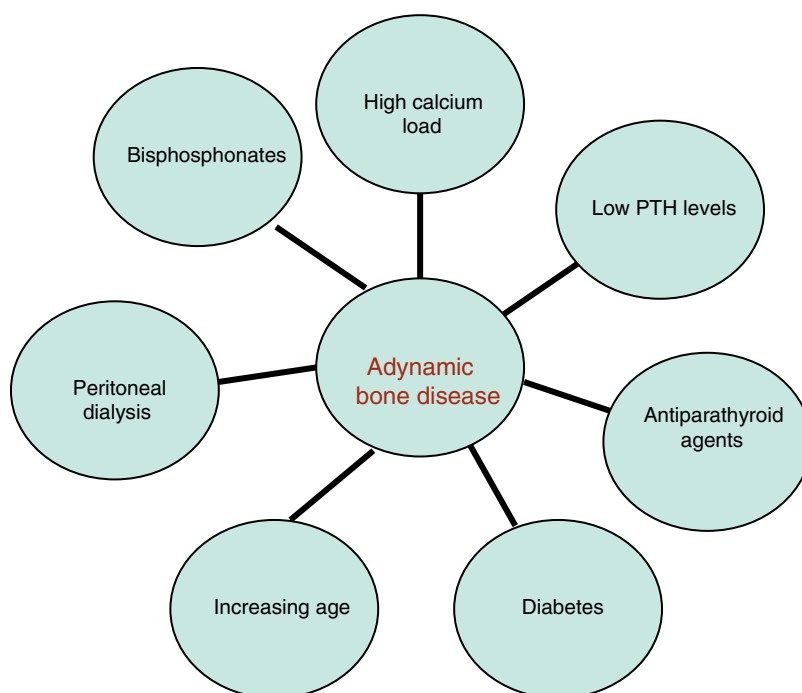 High calcium
load
Bisphosphonates
Low PTH levels
Adynamic
bone disease
Peritoneal
dialysis
Antiparathyroid
agents
Increasing age
Diabetes